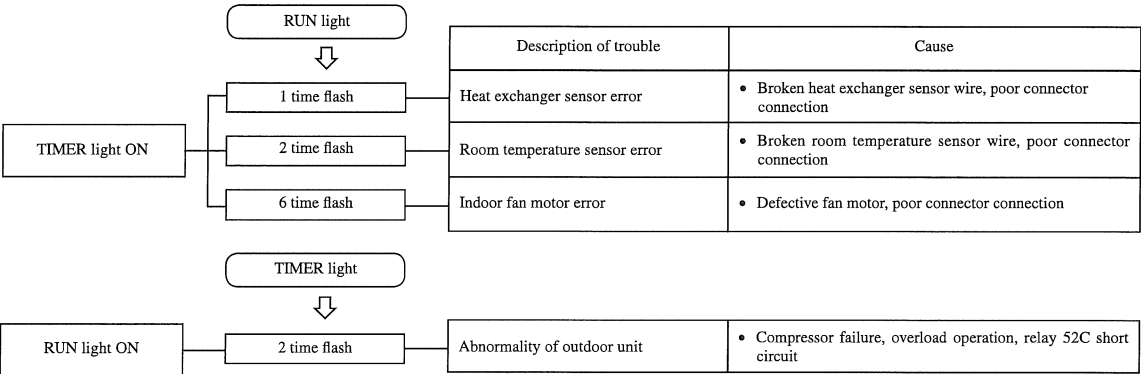 RUN light
Description of trouble
Cause
TIMER light ON
1 time flash
Heat exchanger sensor error
• Broken heat exchanger sensor wire, poor connector
connection
2 time flash
Room temperature sensor error
• Broken room temperature sensor wire, poor connector
connection
6 time flash
Indoor fan motor error
• Defective fan motor, poor connector connection
TIMER light
RUN light ON
2 time flash
Abnormality of outdoor unit
• Compressor failure, overload operation, relay 52C short
circuit